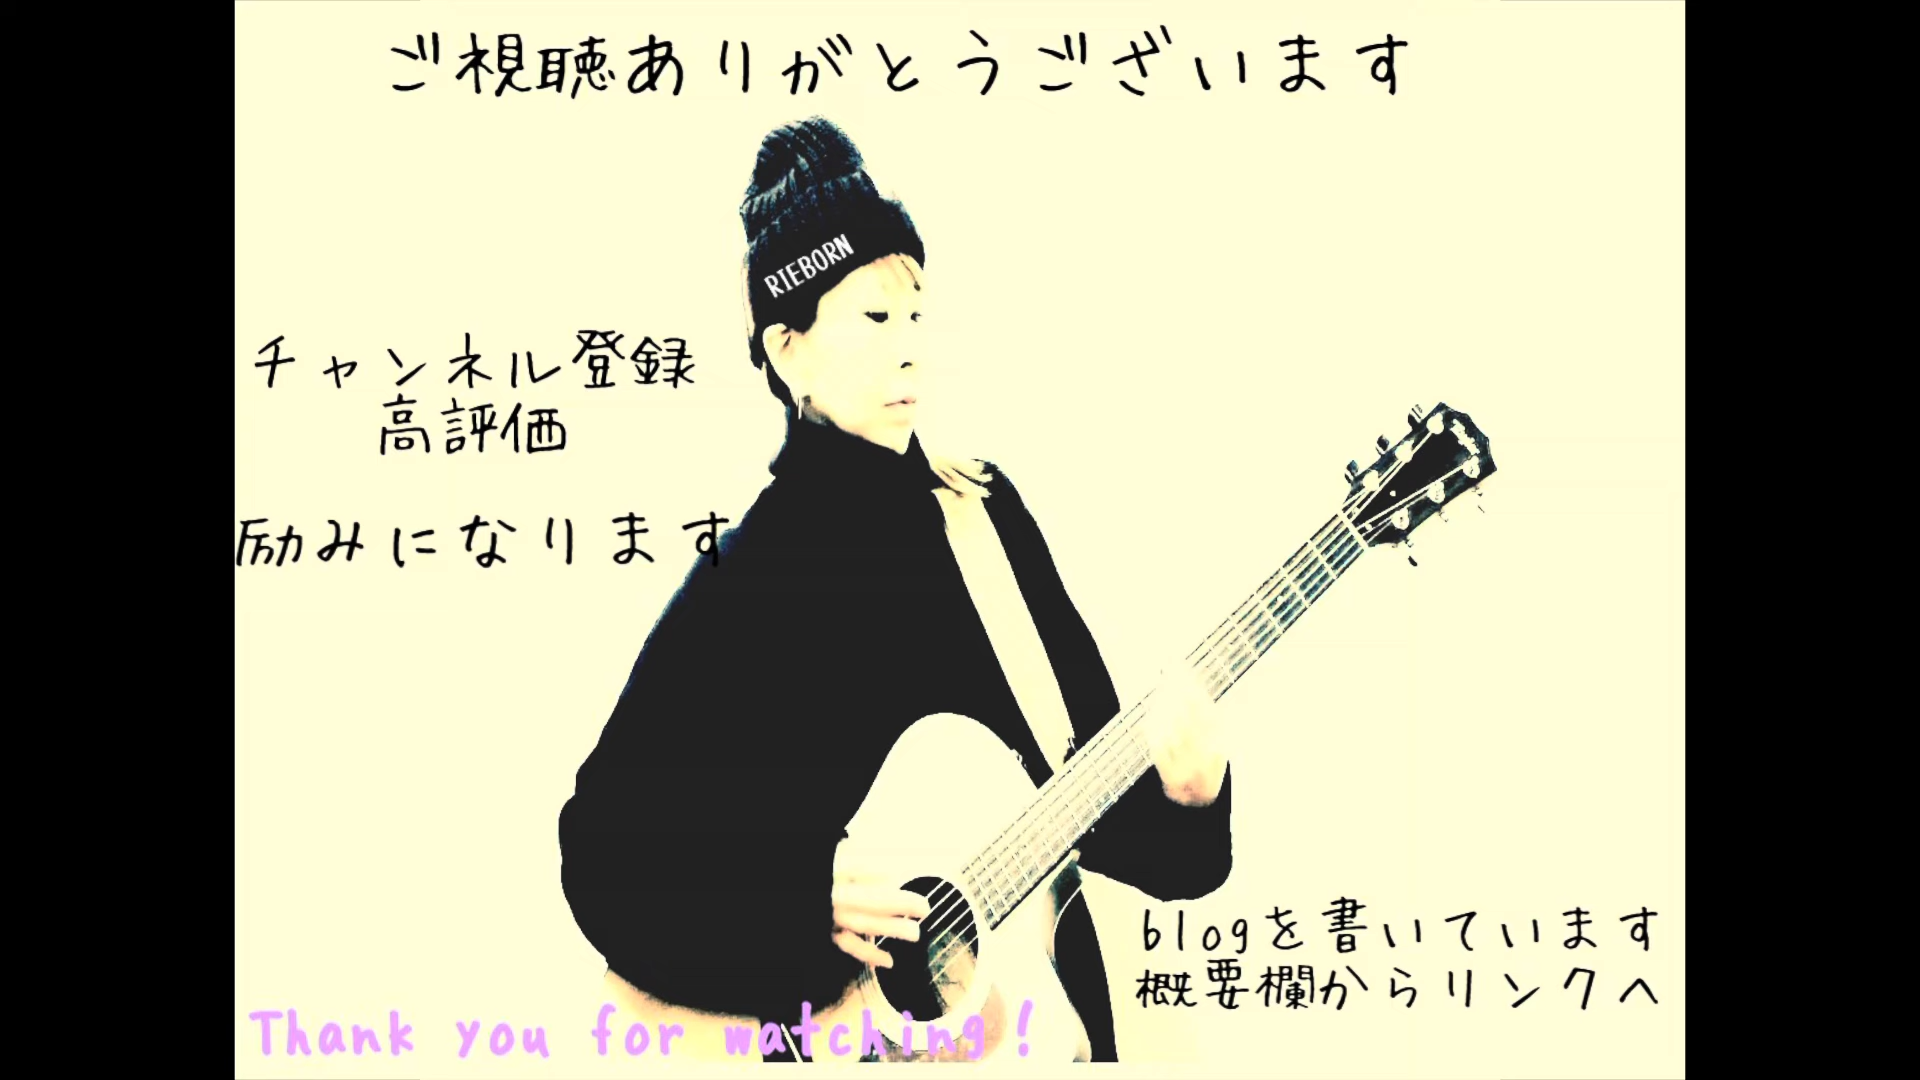 ご視聴ありがとうございます
RIEBORN
チャンネル登録
高評価
励みになります
blogを書いています
概要欄からリンクへ
Thank you for watching!